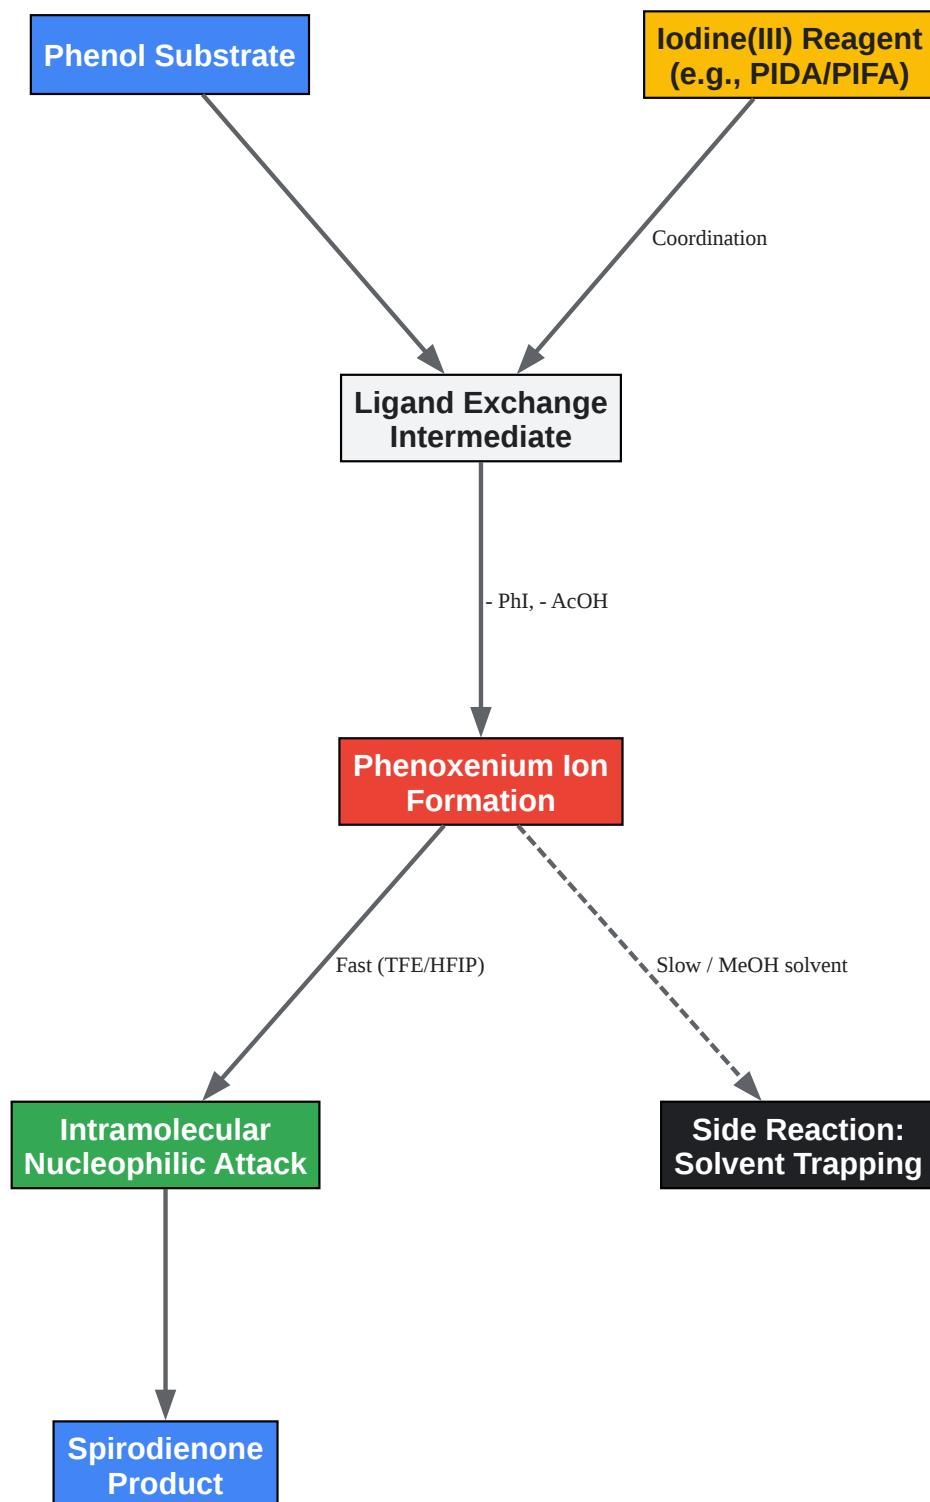 Phenol Substrate
Iodine(III) Reagent
(e.g., PIDA/PIFA)
Coordination
Ligand Exchange
Intermediate
- PhI, - AcOH
Phenoxenium Ion
Formation
Fast (TFE/HFIP)
Slow / MeOH solvent
Intramolecular
Nucleophilic Attack
Side Reaction:
Solvent Trapping
Spirodienone
Product